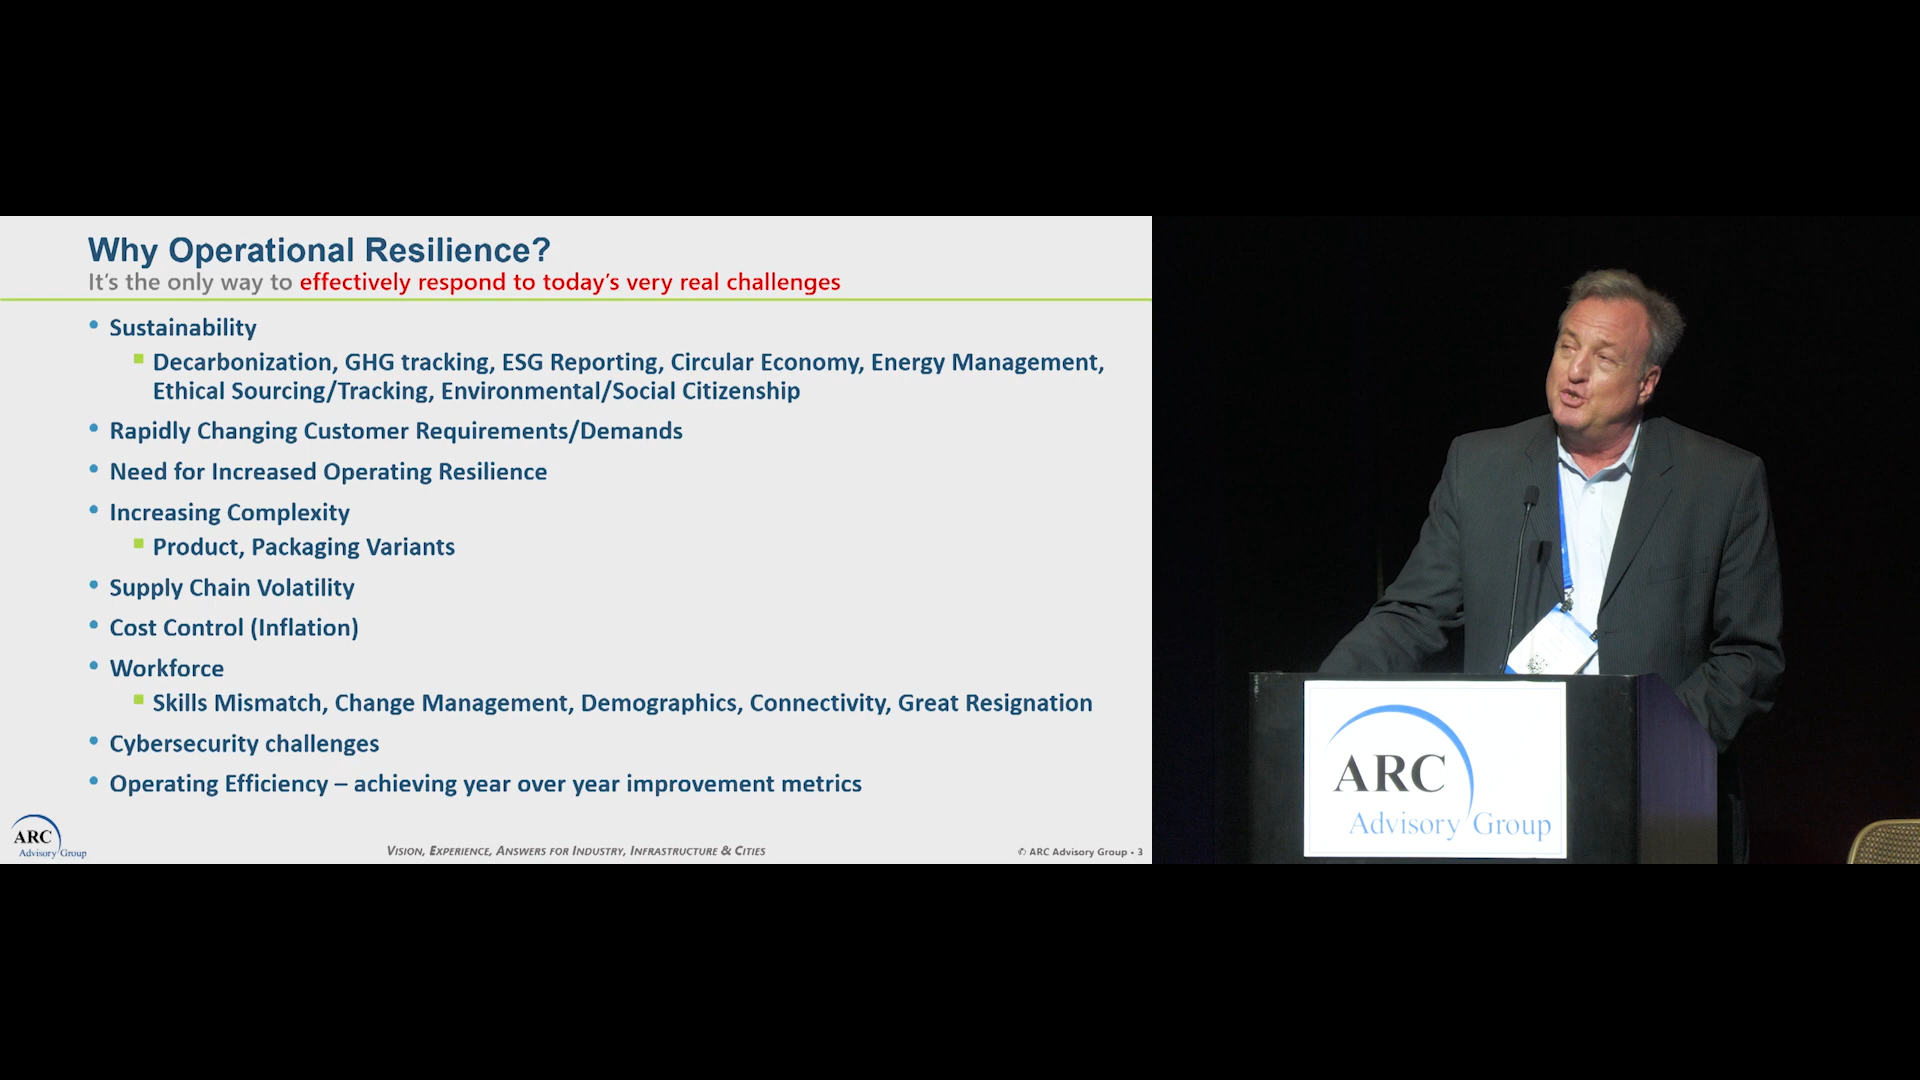 Why Operational Resilience?
It's the only way to effectively respond to today's very real challenges
• Sustainability
▪ Decarbonization, GHG tracking, ESG Reporting, Circular Economy, Energy Management,
Ethical Sourcing/Tracking, Environmental/Social Citizenship
• Rapidly Changing Customer Requirements/Demands
• Need for Increased Operating Resilience
• Increasing Complexity
▪ Product, Packaging Variants
• Supply Chain Volatility
• Cost Control (Inflation)
• Workforce
▪ Skills Mismatch, Change Management, Demographics, Connectivity, Great Resignation
• Cybersecurity challenges
• Operating Efficiency – achieving year over year improvement metrics
ARC
Advisory Group
Vision, Experience, Answers for Industry, Infrastructure & Cities
© ARC Advisory Group • 3
ARC
Advisory Group